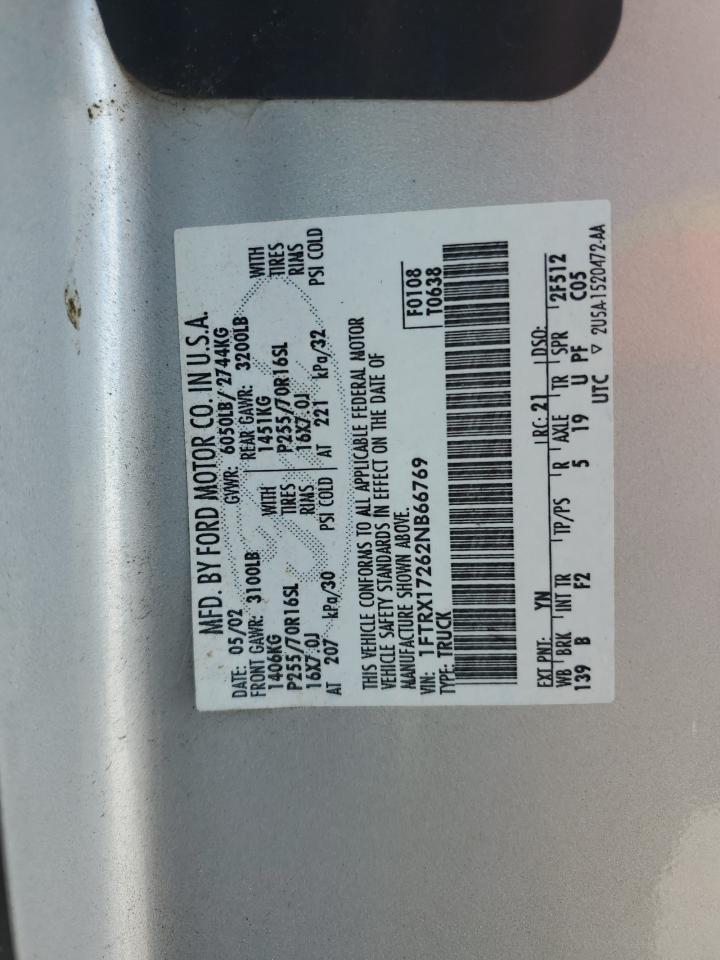 MFD. BY FORD MOTOR CO. IN U.S.A.
DATE: 05/02 GVWR: 6050LB/ 2744KG
FRONT GAWR: 3100LB REAR GAWR: 3200LB
1406KG WITH 1451KG WITH
P255/70R16SL TIRES P255/70R16SL TIRES
16X7.0J RIMS 16X7.0J RIMS
AT 207 kPa/30 PSI COLD AT 221 kPa/32 PSI COLD
THIS VEHICLE CONFORMS TO ALL APPLICABLE FEDERAL MOTOR
VEHICLE SAFETY STANDARDS IN EFFECT ON THE DATE OF
MANUFACTURE SHOWN ABOVE.
VIN: 1FTRX17262NB66769 F0108
TYPE: TRUCK T0638
EXT PNT: YN RC: 21 DSO:
WB BRK INT TR TP/PS R AXLE TR SPR 2F512
139 B F2 5 19 U PF C05
UTC ▽ 2U5A-1520472-AA